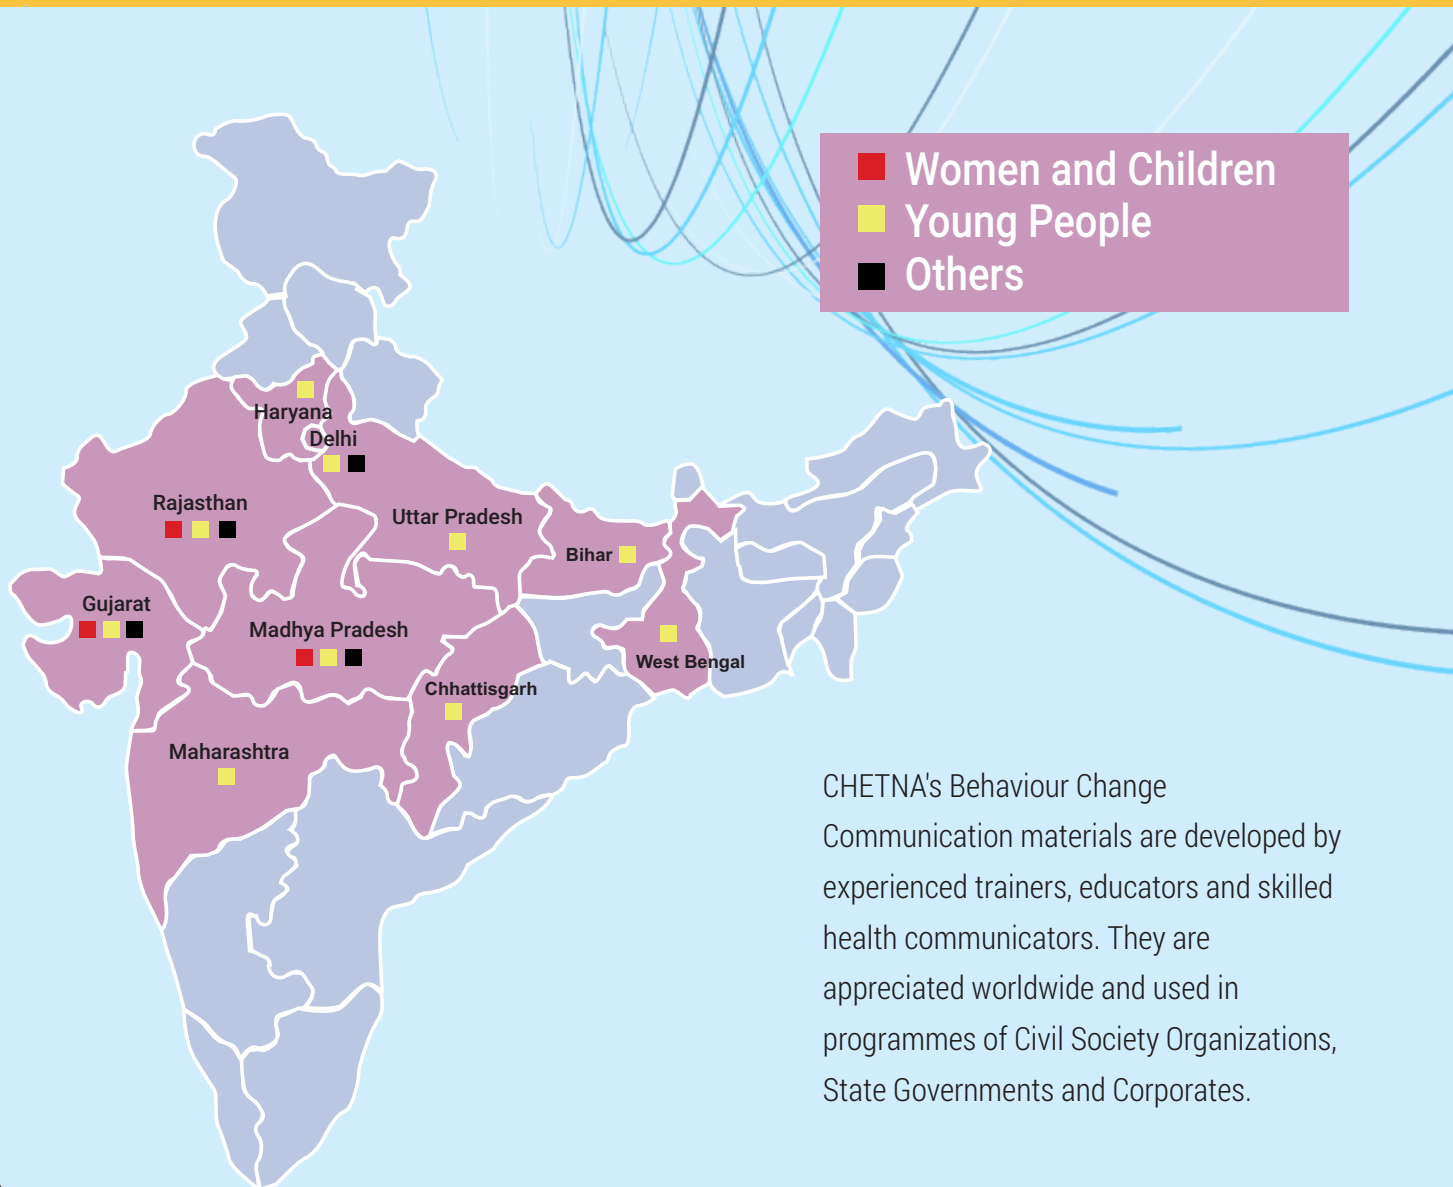 Women and Children
Young People
Others
Haryana
Delhi
Rajasthan
Uttar Pradesh
Bihar
Gujarat
Madhya Pradesh
West Bengal
Chhattisgarh
Maharashtra
CHETNA's Behaviour Change
Communication materials are developed by
experienced trainers, educators and skilled
health communicators. They are
appreciated worldwide and used in
programmes of Civil Society Organizations,
State Governments and Corporates.